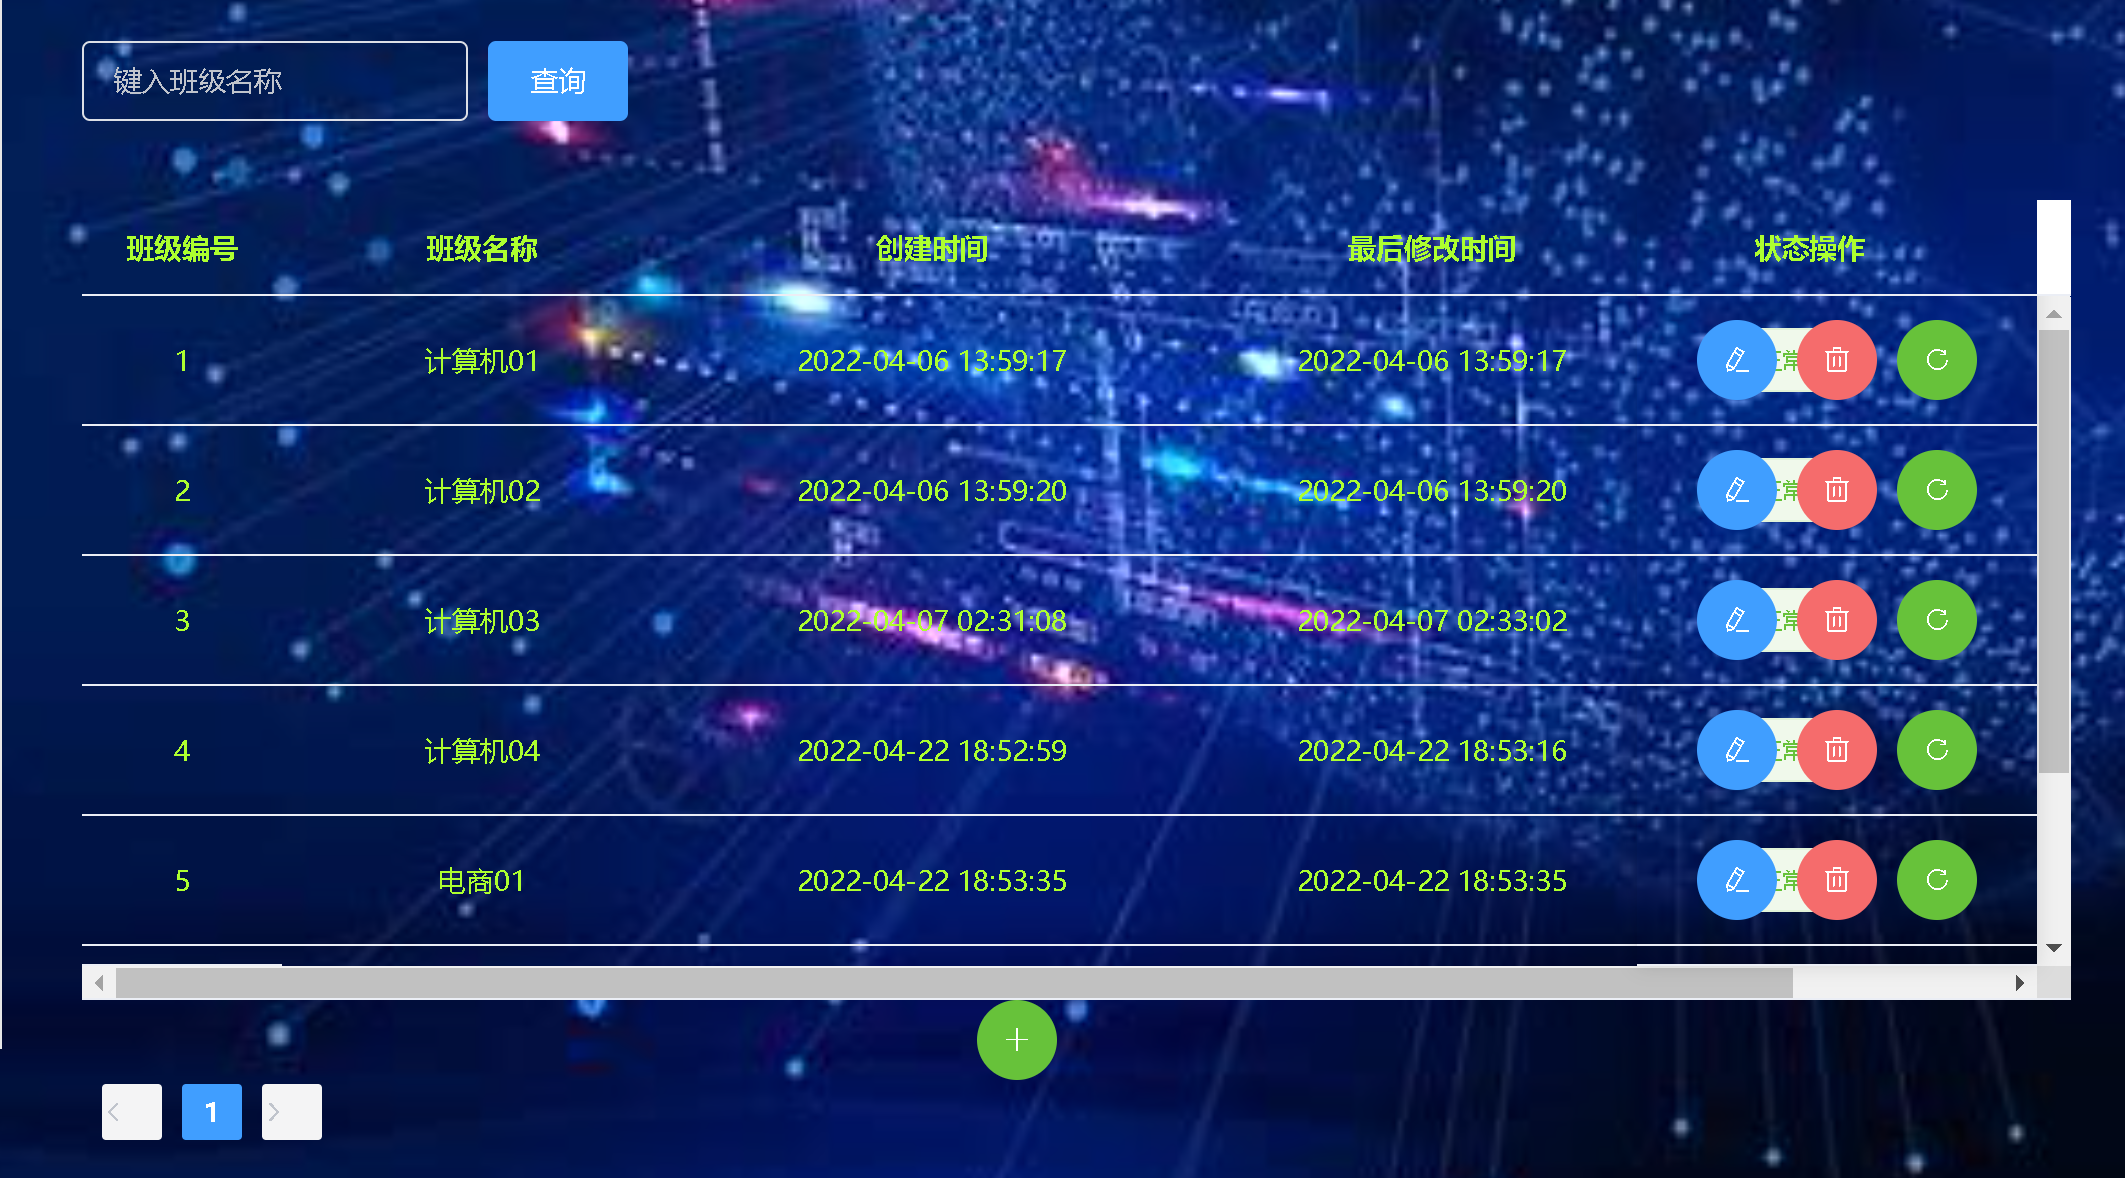 键入班级名称 查询
班级编号 班级名称 创建时间 最后修改时间 状态操作
1 计算机01 2022-04-06 13:59:17 2022-04-06 13:59:17
2 计算机02 2022-04-06 13:59:20 2022-04-06 13:59:20
3 计算机03 2022-04-07 02:31:08 2022-04-07 02:33:02
4 计算机04 2022-04-22 18:52:59 2022-04-22 18:53:16
5 电商01 2022-04-22 18:53:35 2022-04-22 18:53:35
1